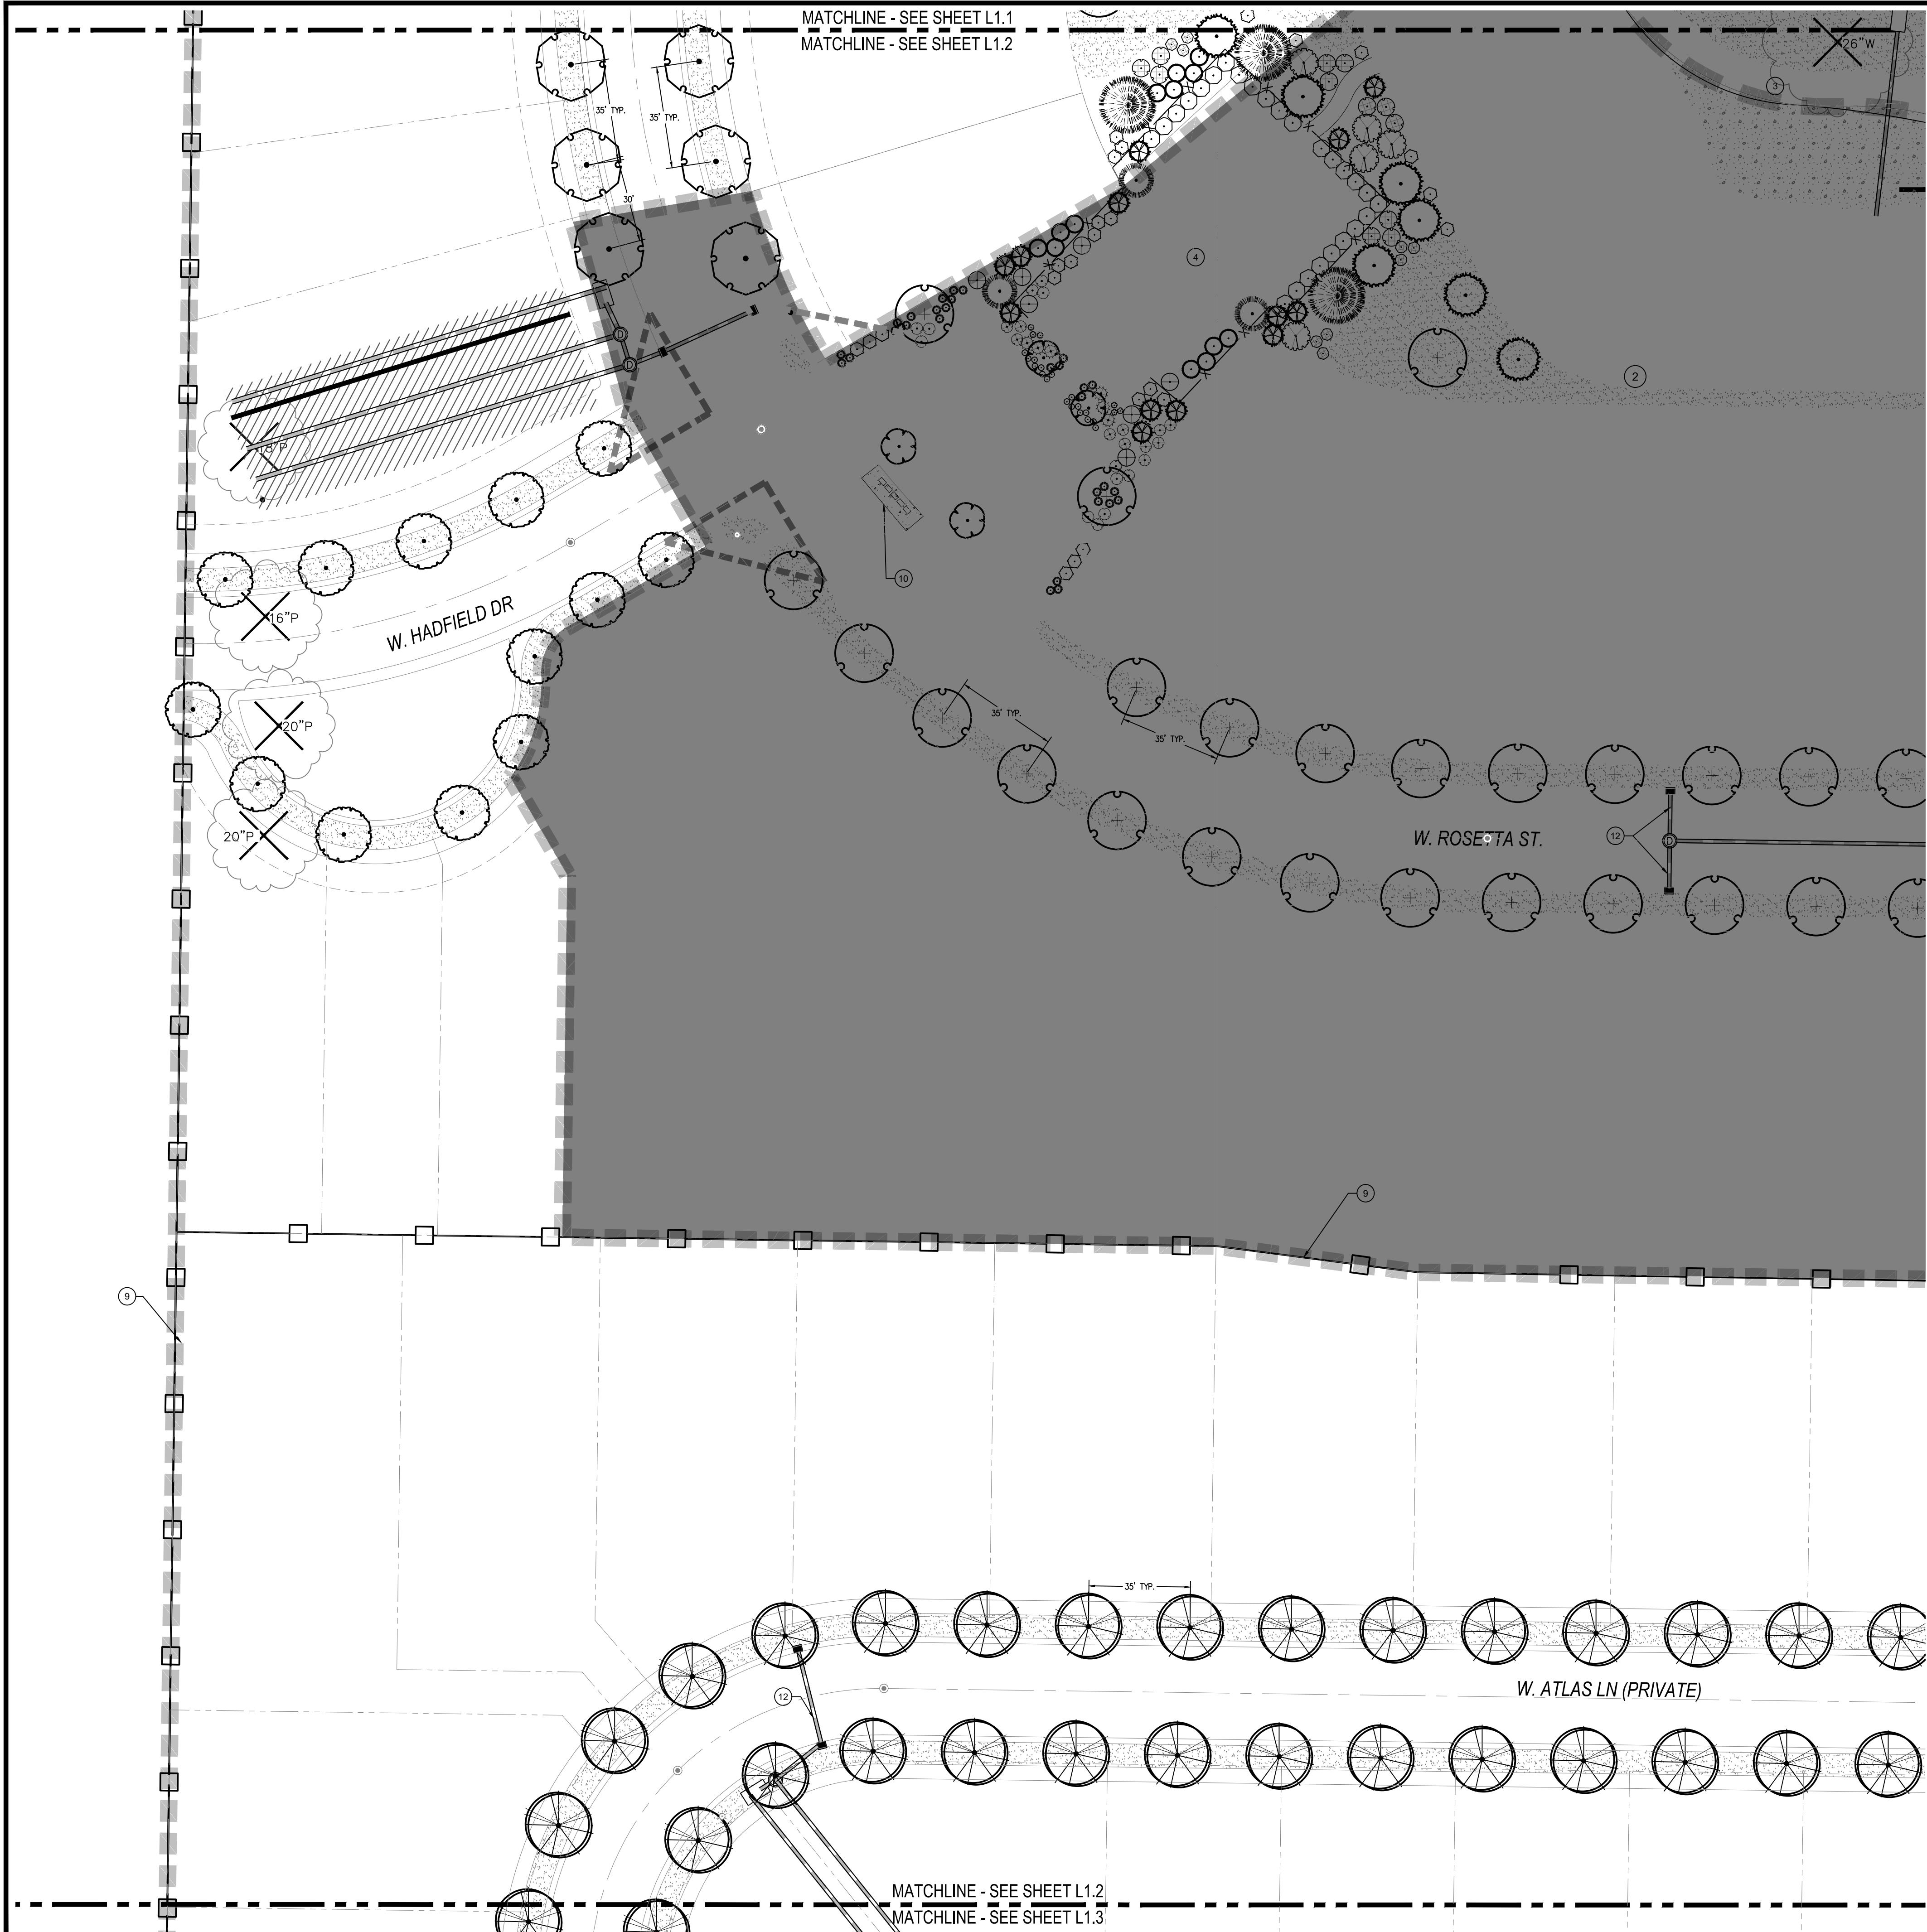 MATCHLINE - SEE SHEET L1.1
MATCHLINE - SEE SHEET L1.2
26"W
3
35' TYP.
35' TYP.
30'
4
D
D
2
18"P
10
16"P
W. HADFIELD DR
20"P
35' TYP.
35' TYP.
20"P
W. ROSETTA ST.
12
D
9
9
35' TYP.
W. ATLAS LN (PRIVATE)
12
MATCHLINE - SEE SHEET L1.2
MATCHLINE - SEE SHEET L1.3